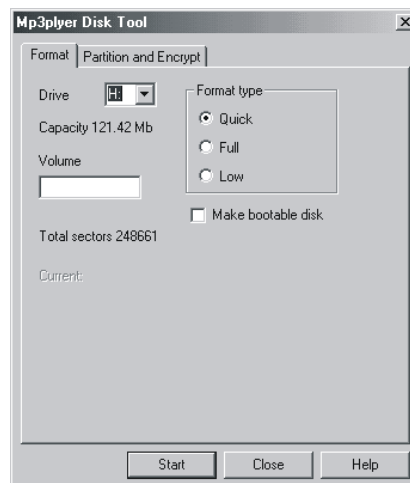 Mp3plyer Disk Tool
Format Partition and Encrypt
Drive H:
Format type
Quick
Capacity 121.42 Mb
Full
Volume
Low
Make bootable disk
Total sectors 248661
Current:
Start Close Help